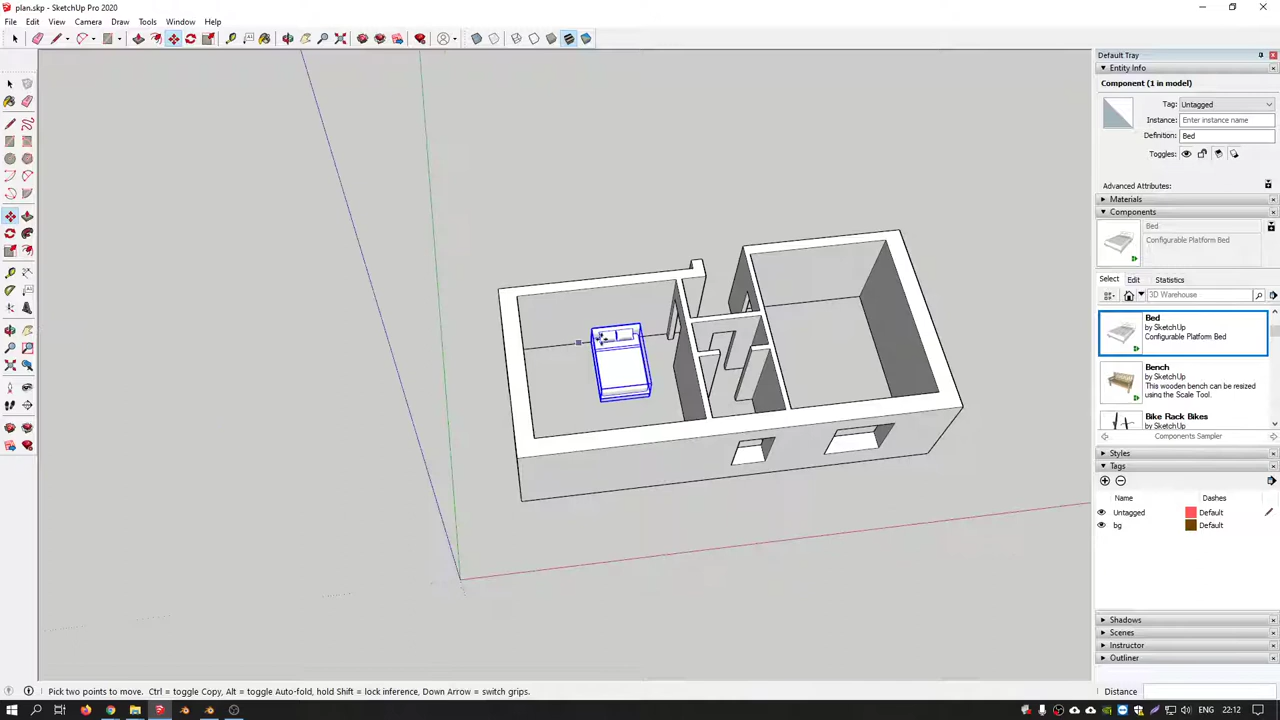 plan.skp - SketchUp Pro 2020
File Edit View Camera Draw Tools Window Help
Default Tray
Entity Info
Component (1 in model)
Tag: Untagged
Instance: Enter instance name
Definition: Bed
Toggles:
Advanced Attributes:
Materials
Components
Bed
Configurable Platform Bed
Select Edit Statistics
3D Warehouse
Bed
by SketchUp
Configurable Platform Bed
Bench
by SketchUp
This wooden bench can be reaized
using the Scale Tool.
Bike Rack Bikes
by SketchUp
Components Sampler
Styles
Tags
Name Dashes
Untagged Default
bg Default
Shadows
Scenes
Instructor
Outliner
Pick two points to move. Ctrl = toggle Copy, Alt = toggle Auto-fold, hold Shift = lock inference, Down Arrow = switch grips.
Distance
ENG 22:12